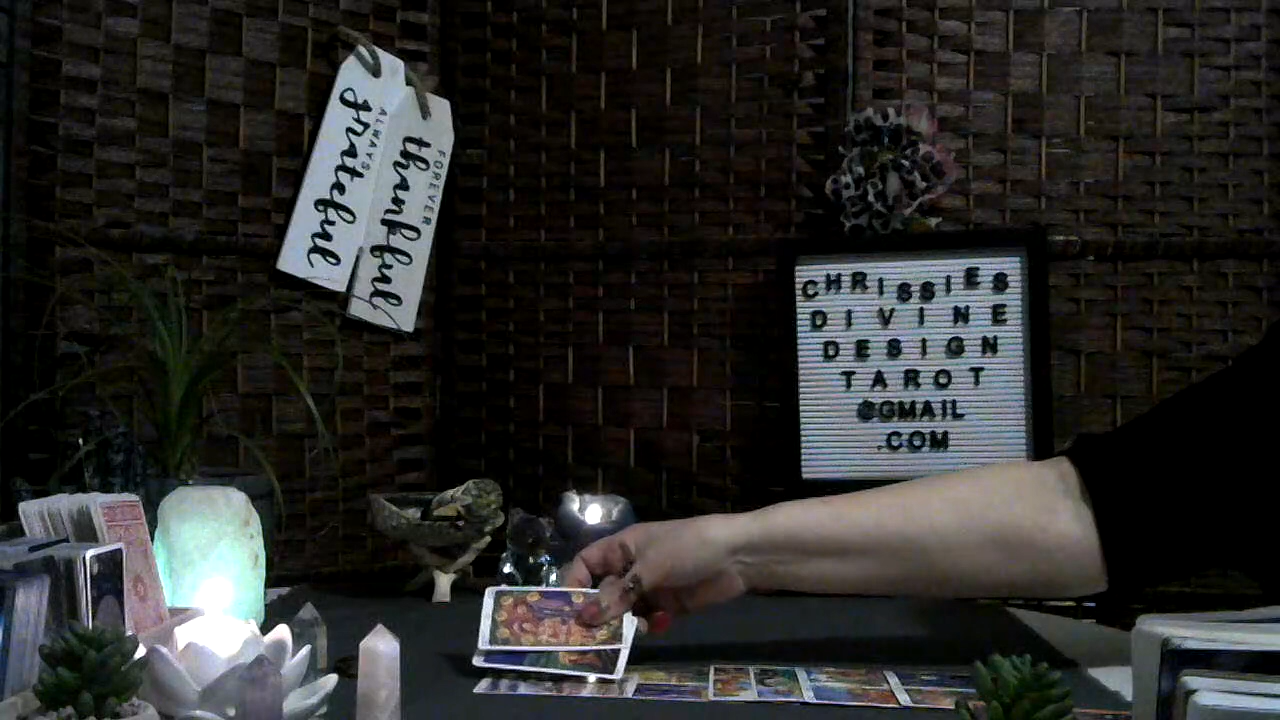 ALWAYS
grateful
FOREVER
thankful
CHRISSIES
DIVINE
DESIGN
TAROT
@GMAIL
.COM